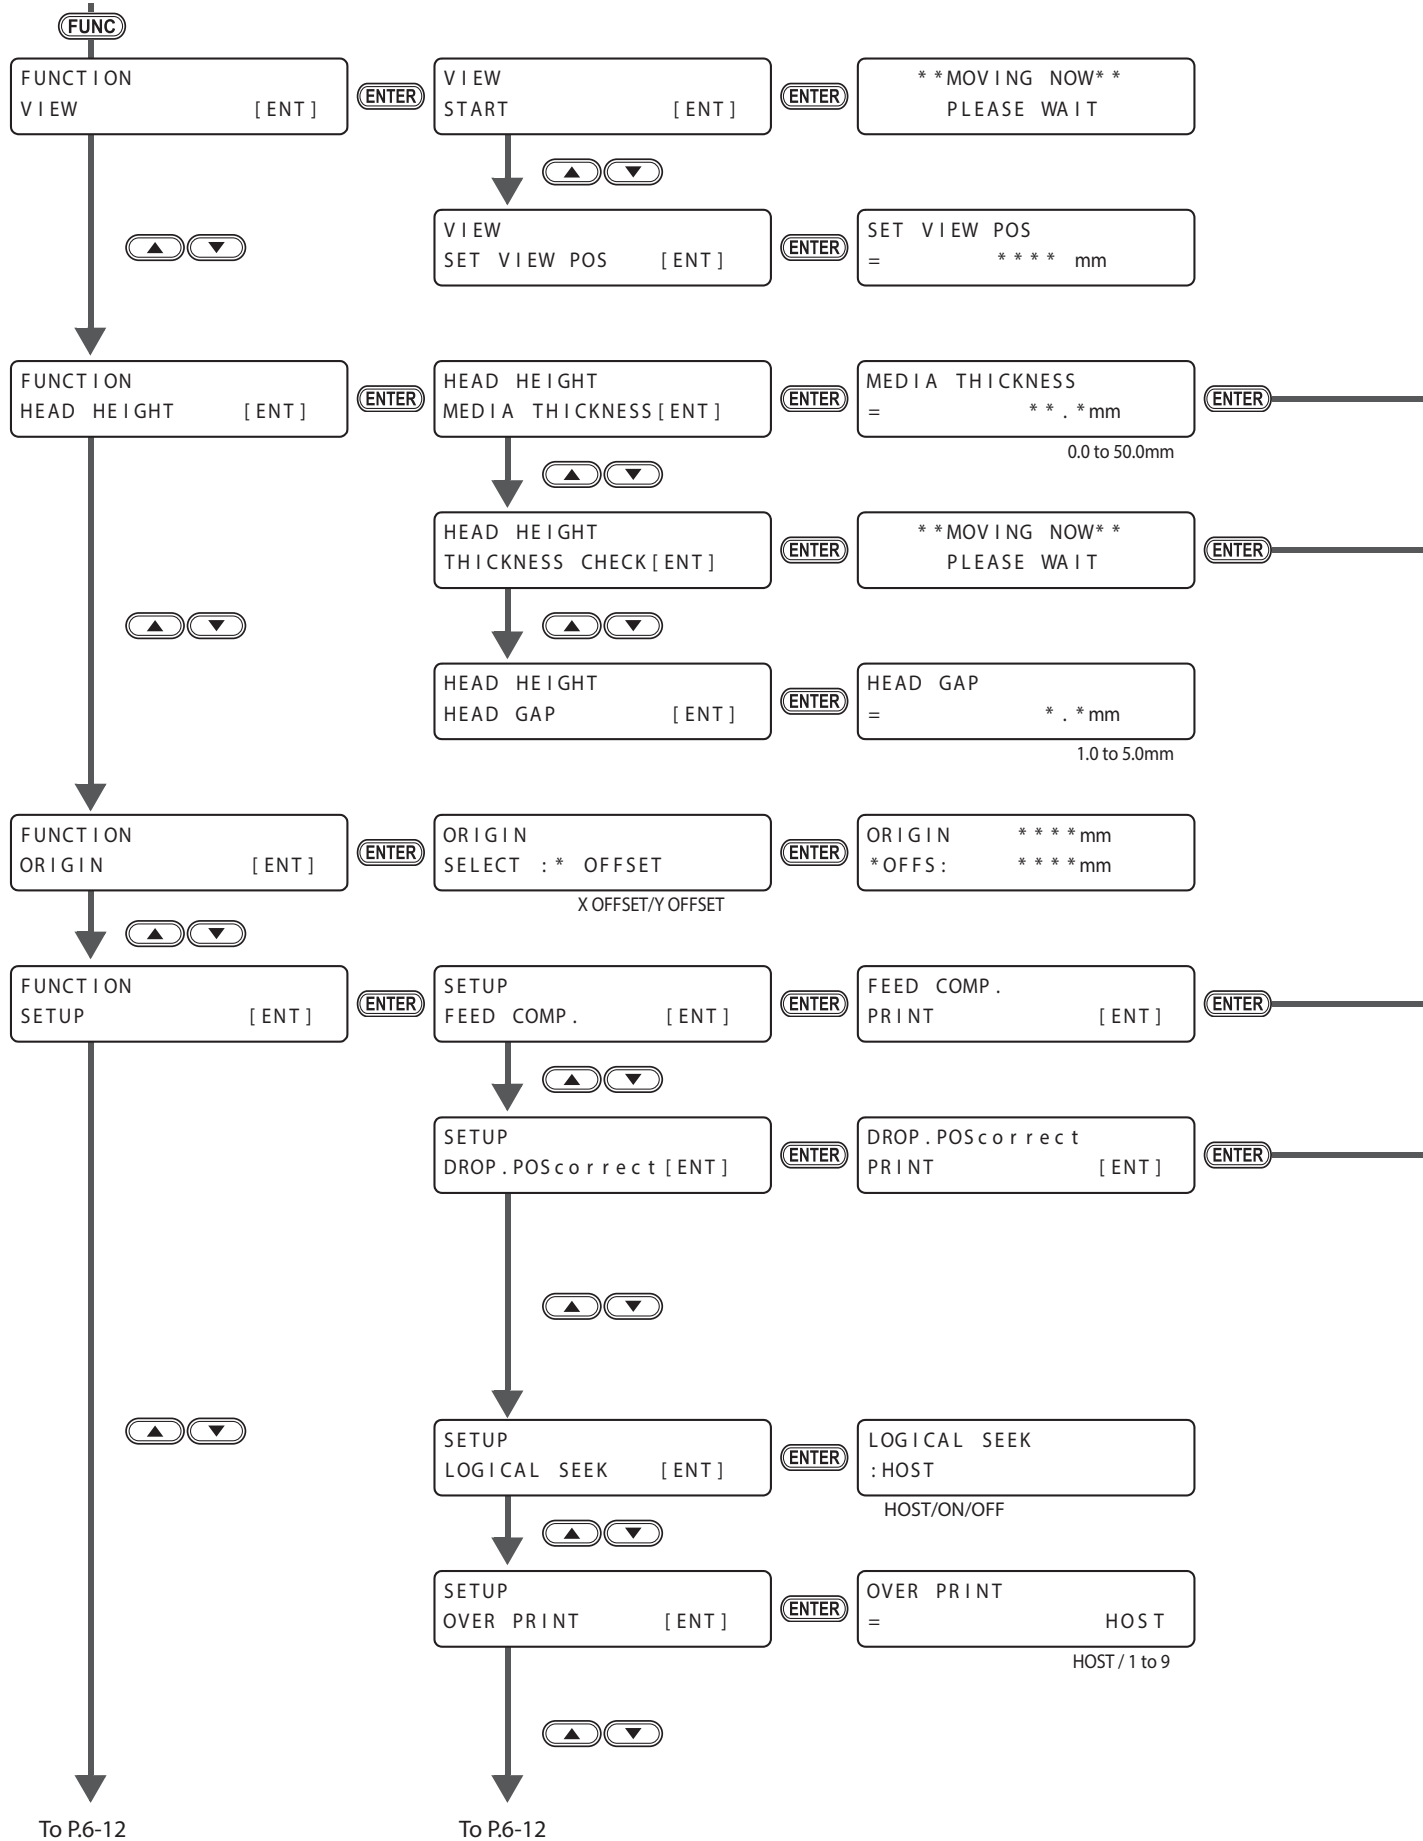 FUNC
FUNCTION
VIEW [ENT]
ENTER
VIEW
START [ENT]
ENTER
**MOVING NOW**
PLEASE WAIT
VIEW
SET VIEW POS [ENT]
ENTER
SET VIEW POS
= **** mm
FUNCTION
HEAD HEIGHT [ENT]
ENTER
HEAD HEIGHT
MEDIA THICKNESS[ENT]
ENTER
MEDIA THICKNESS
= **.*mm
ENTER
0.0 to 50.0mm
HEAD HEIGHT
THICKNESS CHECK[ENT]
ENTER
**MOVING NOW**
PLEASE WAIT
ENTER
HEAD HEIGHT
HEAD GAP [ENT]
ENTER
HEAD GAP
= *.*mm
1.0 to 5.0mm
FUNCTION
ORIGIN [ENT]
ENTER
ORIGIN
SELECT :* OFFSET
X OFFSET/Y OFFSET
ENTER
ORIGIN ****mm
*OFFS: ****mm
FUNCTION
SETUP [ENT]
ENTER
SETUP
FEED COMP. [ENT]
ENTER
FEED COMP.
PRINT [ENT]
ENTER
SETUP
DROP.POScorrect[ENT]
ENTER
DROP.POScorrect
PRINT [ENT]
ENTER
SETUP
LOGICAL SEEK [ENT]
ENTER
LOGICAL SEEK
:HOST
HOST/ON/OFF
SETUP
OVER PRINT [ENT]
ENTER
OVER PRINT
= HOST
HOST / 1 to 9
To P.6-12
To P.6-12